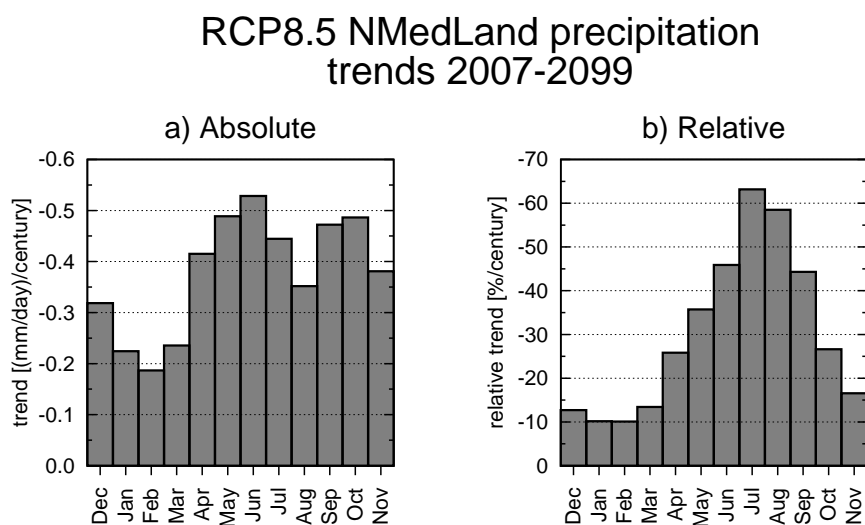 RCP8.5 NMedLand precipitation
trends 2007-2099
a) Absolute
trend [(mm/day)/century]
-0.6
-0.5
-0.4
-0.3
-0.2
-0.1
0.0
Dec
Jan
Feb
Mar
Apr
May
Jun
Jul
Aug
Sep
Oct
Nov
b) Relative
relative trend [%/century]
-70
-60
-50
-40
-30
-20
-10
0
Dec
Jan
Feb
Mar
Apr
May
Jun
Jul
Aug
Sep
Oct
Nov